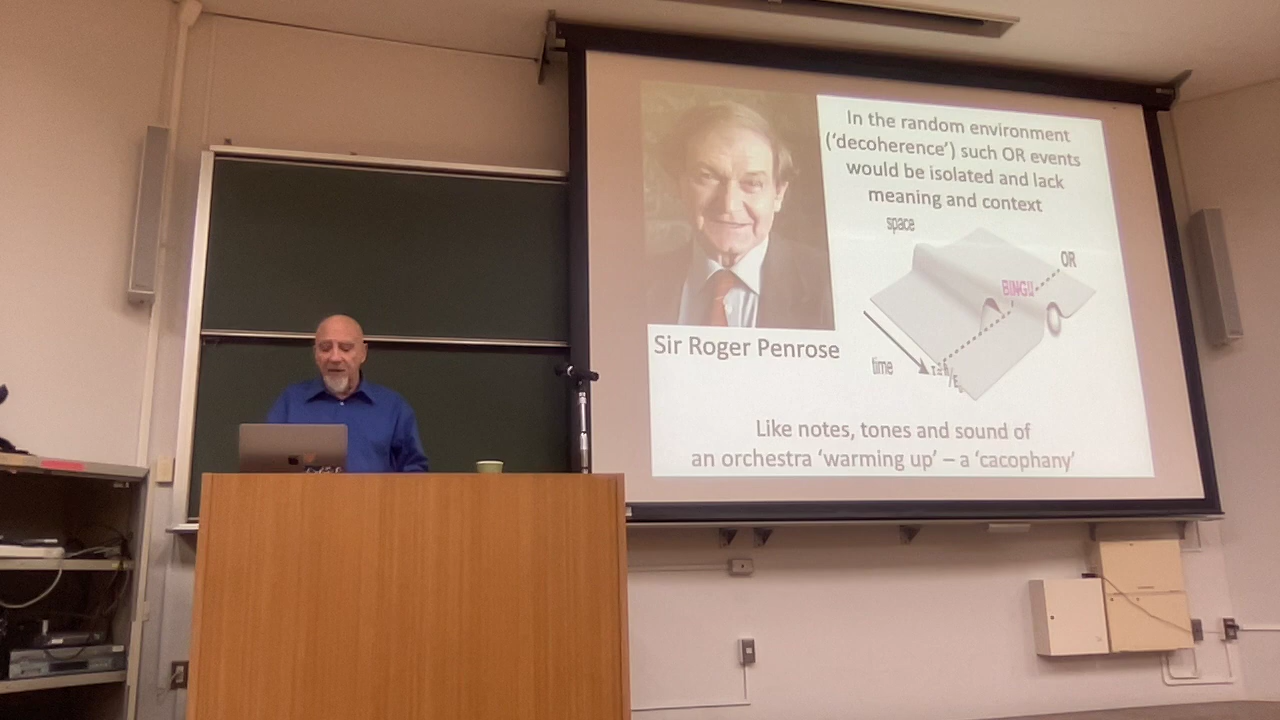 In the random environment
('decoherence') such OR events
would be isolated and lack
meaning and context
space
OR
BING!!
Sir Roger Penrose
time
Like notes, tones and sound of
an orchestra 'warming up' – a 'cacophany'